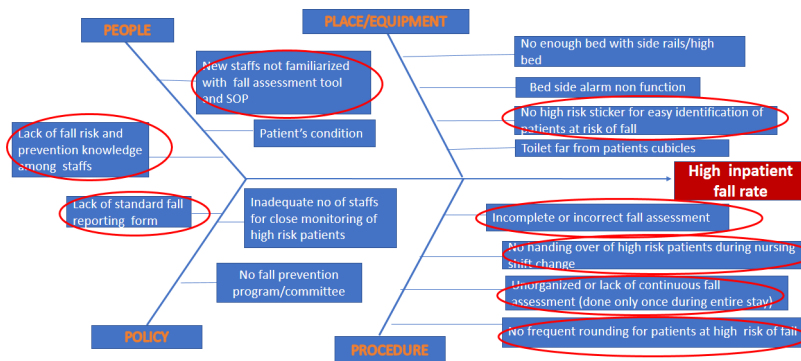 PEOPLE
New staffs not familiarized
with fall assessment tool
and SOP
Patient's condition
Lack of fall risk and
prevention knowledge
among staffs
PLACE/EQUIPMENT
No enough bed with side rails/high
bed
Bed side alarm non function
No high risk sticker for easy identification of
patients at risk of fall
Toilet far from patients cubicles
High inpatient
fall rate
Lack of standard fall
reporting form
Inadequate no of staffs
for close monitoring of
high risk patients
No fall prevention
program/committee
POLICY
Incomplete or incorrect fall assessment
No handing over of high risk patients during nursing
shift change
Unorganized or lack of continuous fall
assessment (done only once during entire stay)
No frequent rounding for patients at high risk of fall
PROCEDURE